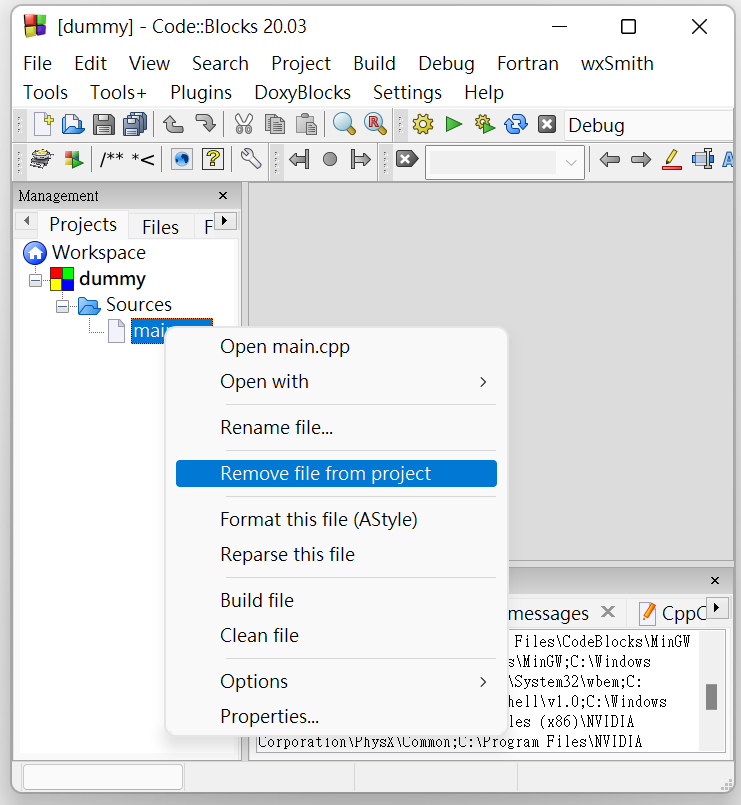 [dummy] - Code::Blocks 20.03
File Edit View Search Project Build Debug Fortran wxSmith
Tools Tools+ Plugins DoxyBlocks Settings Help
Debug
/** *<
Management
Projects Files F
Workspace
dummy
Sources
Open main.cpp
Open with
Rename file...
Remove file from project
Format this file (AStyle)
Reparse this file
Build file
Clean file
Options
Properties...
messages CppC
Files\CodeBlocks\MinGW
s\MinGW;C:\Windows
\System32\wbem;C:
hell\v1.0;C:\Windows
les (x86)\NVIDIA
Corporation\PhysX\Common;C:\Program Files\NVIDIA